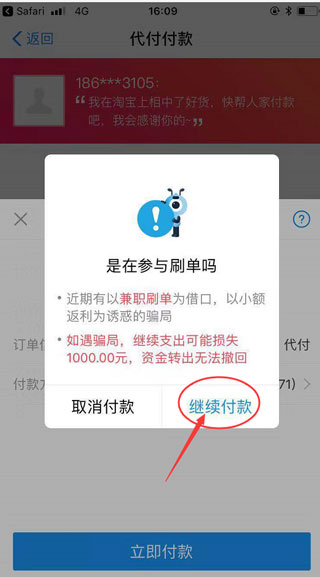 Safari 4G 16:09
返回 代付付款
186***3105:
“我在淘宝上相中了好货，快帮人家付款
吧，我会感谢你的~”
是在参与刷单吗
• 近期有以兼职刷单为借口，以小额
返利为诱惑的骗局
• 如遇骗局，继续支出可能损失
1000.00元，资金转出无法撤回
订单 代付
付款 71)
取消付款 继续付款
立即付款